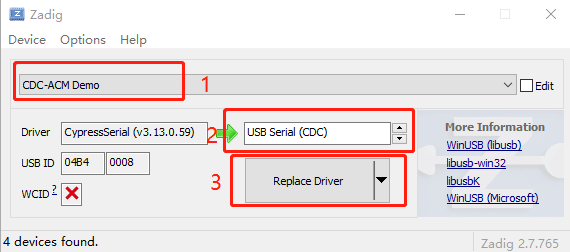 Zadig
Device Options Help
CDC-ACM Demo 1 Edit
Driver CypressSerial (v3.13.0.59) 2 USB Serial (CDC)
USB ID 04B4 0008
WCID ?
3 Replace Driver
More Information
WinUSB (libusb)
libusb-win32
libusbK
WinUSB (Microsoft)
4 devices found. Zadig 2.7.765